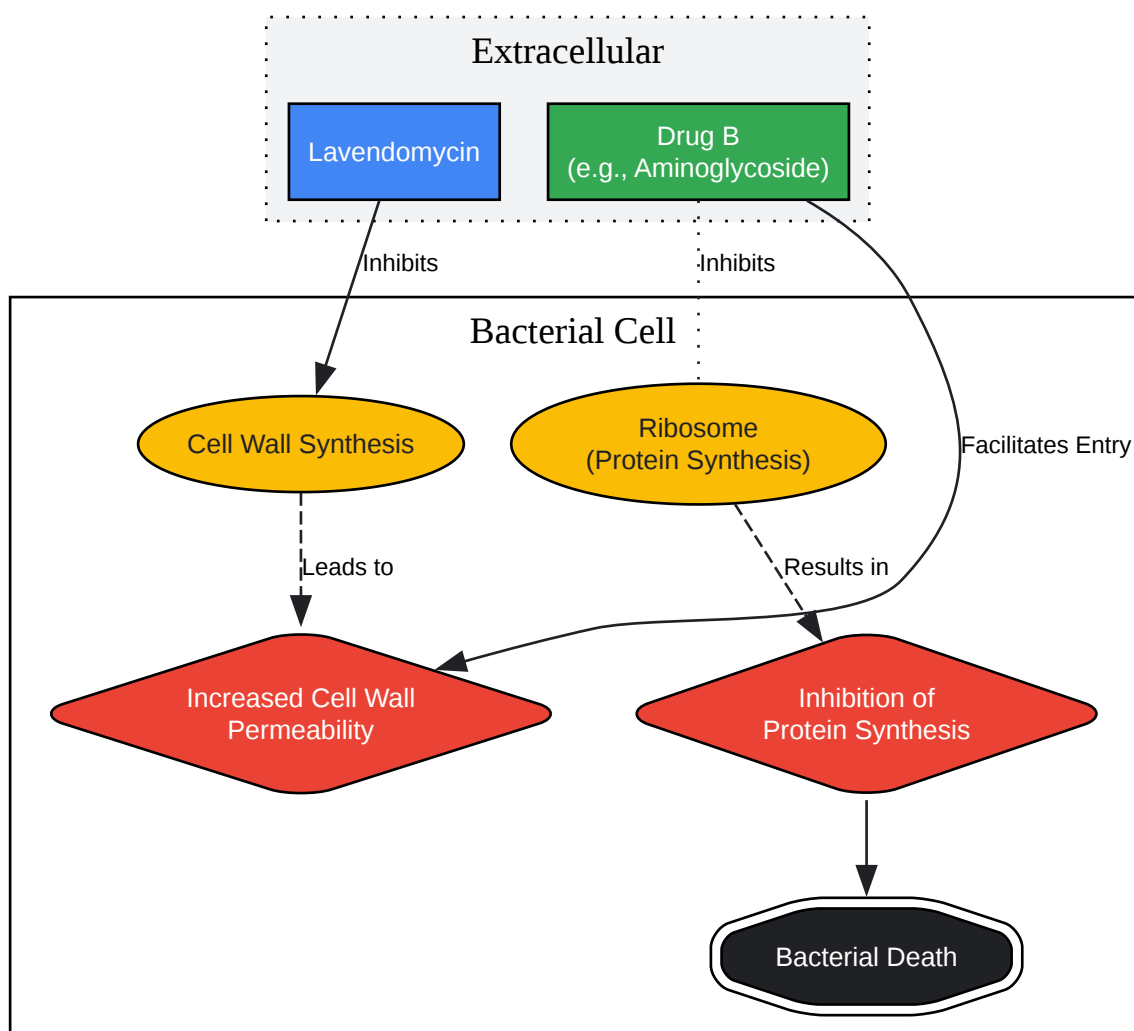 Extracellular
Lavendomycin
Drug B
(e.g., Aminoglycoside)
Inhibits
Inhibits
Bacterial Cell
Cell Wall Synthesis
Ribosome
(Protein Synthesis)
Facilitates Entry
Leads to
Results in
Increased Cell Wall
Permeability
Inhibition of
Protein Synthesis
Bacterial Death